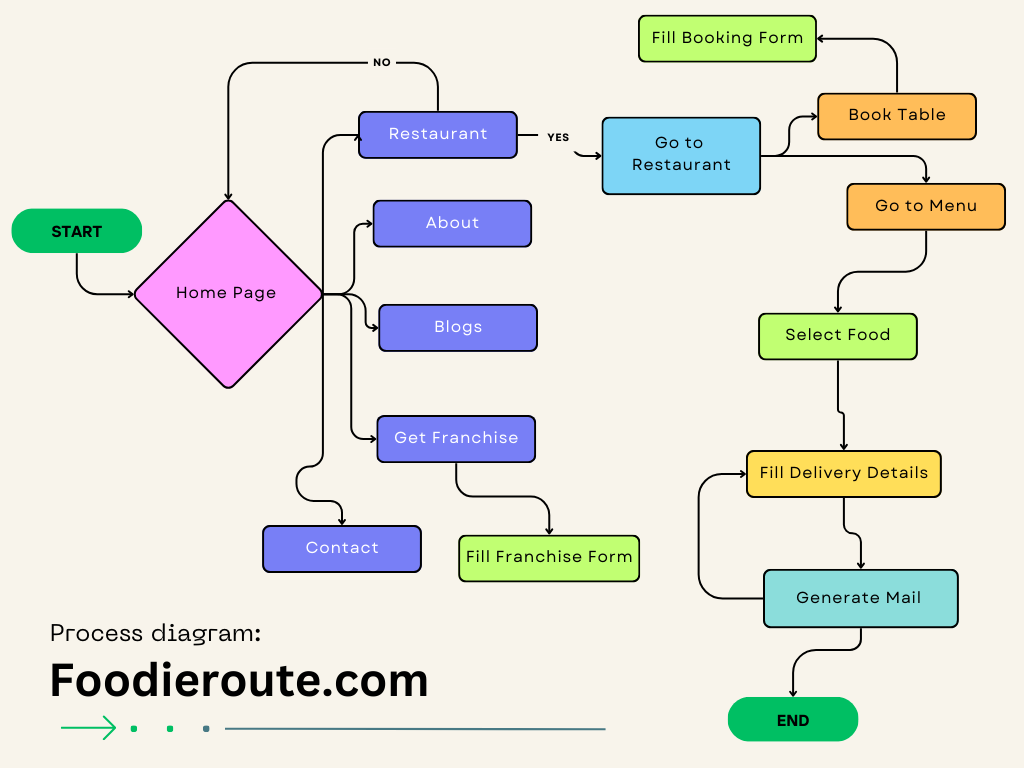 Fill Booking Form
NO
Book Table
Restaurant
YES
Go to
Restaurant
Go to Menu
START
About
Home Page
Blogs
Select Food
Get Franchise
Fill Delivery Details
Contact
Fill Franchise Form
Generate Mail
Process diagram:
Foodieroute.com
END